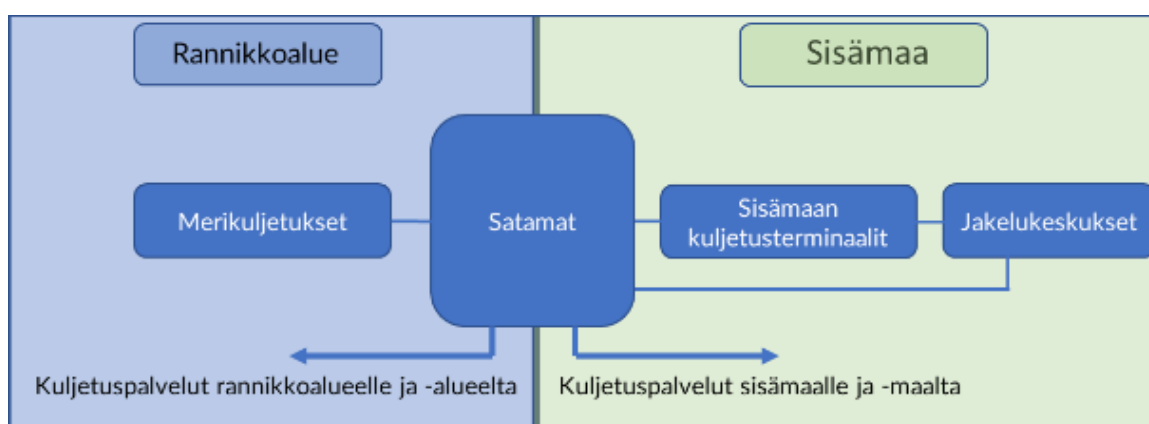 Rannikkoalue
Sisämaa
Merikuljetukset
Satamat
Sisämaan
kuljetusterminaalit
Jakelukeskukset
Kuljetuspalvelut rannikkoalueelle ja -alueelta
Kuljetuspalvelut sisämaalle ja -maalta